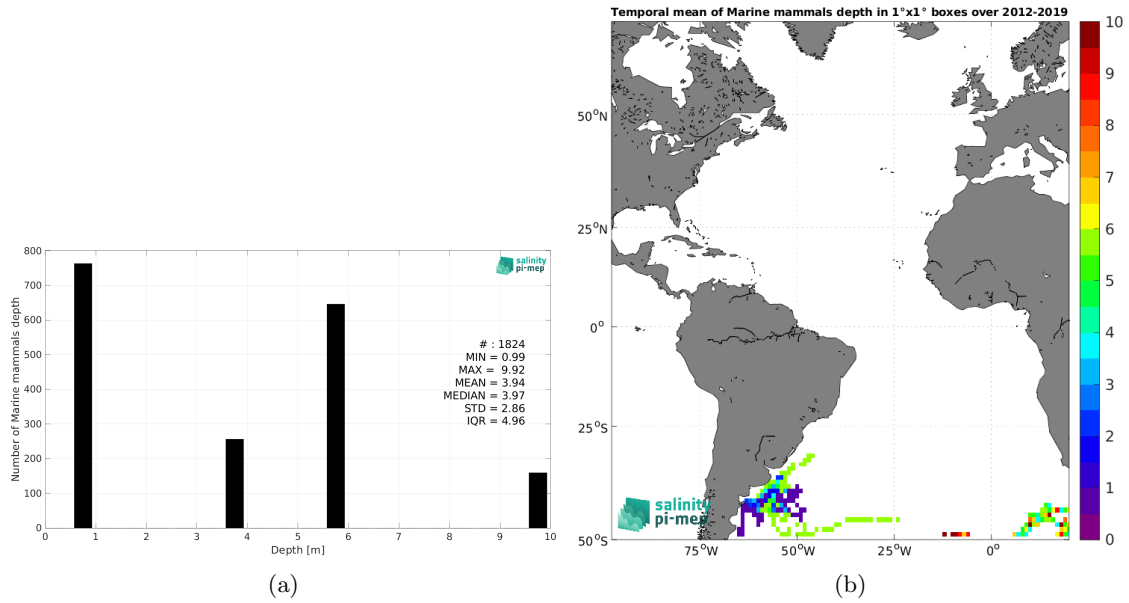 Temporal mean of Marine mammals depth in 1°x1° boxes over 2012-2019
10
9
8
7
6
5
4
3
2
1
0
50°N
25°N
0°
25°S
50°S
75°W
50°W
25°W
0°
salinity
pi-mep
800
700
600
500
400
300
200
100
0
Number of Marine mammals depth
salinity
pi-mep
# : 1824
MIN = 0.99
MAX = 9.92
MEAN = 3.94
MEDIAN = 3.97
STD = 2.86
IQR = 4.96
0 1 2 3 4 5 6 7 8 9 10
Depth [m]
(a)
(b)